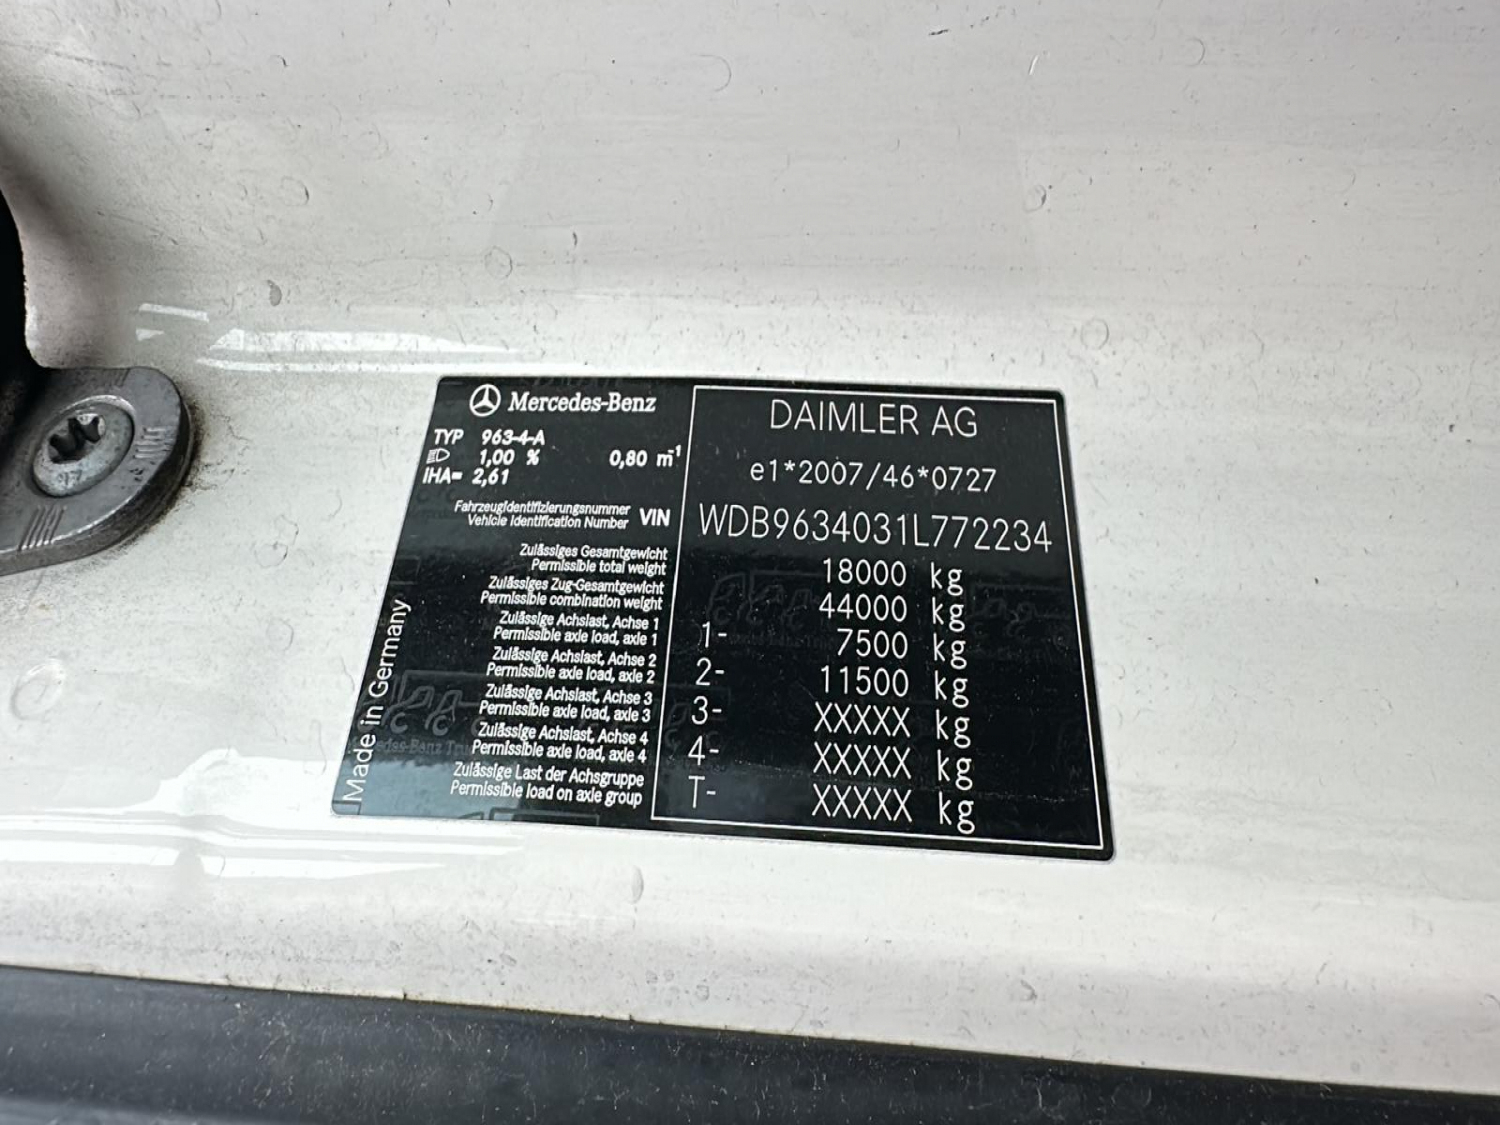 Mercedes-Benz
TYP 963-4-A
1,00 % 0,80 m⁻¹
IHA= 2,61
DAIMLER AG
e1*2007/46*0727
Fahrzeugidentifizierungsnummer
Vehicle Identification Number VIN WDB9634031L772234
Zulässiges Gesamtgewicht
Permissible total weight 18000 kg
Zulässiges Zug-Gesamtgewicht
Permissible combination weight 44000 kg
Zulässige Achslast, Achse 1
Permissible axle load, axle 1 1- 7500 kg
Zulässige Achslast, Achse 2
Permissible axle load, axle 2 2- 11500 kg
Zulässige Achslast, Achse 3
Permissible axle load, axle 3 3- XXXXX kg
Zulässige Achslast, Achse 4
Permissible axle load, axle 4 4- XXXXX kg
Zulässige Last der Achsgruppe
Permissible load on axle group T- XXXXX kg
Made in Germany